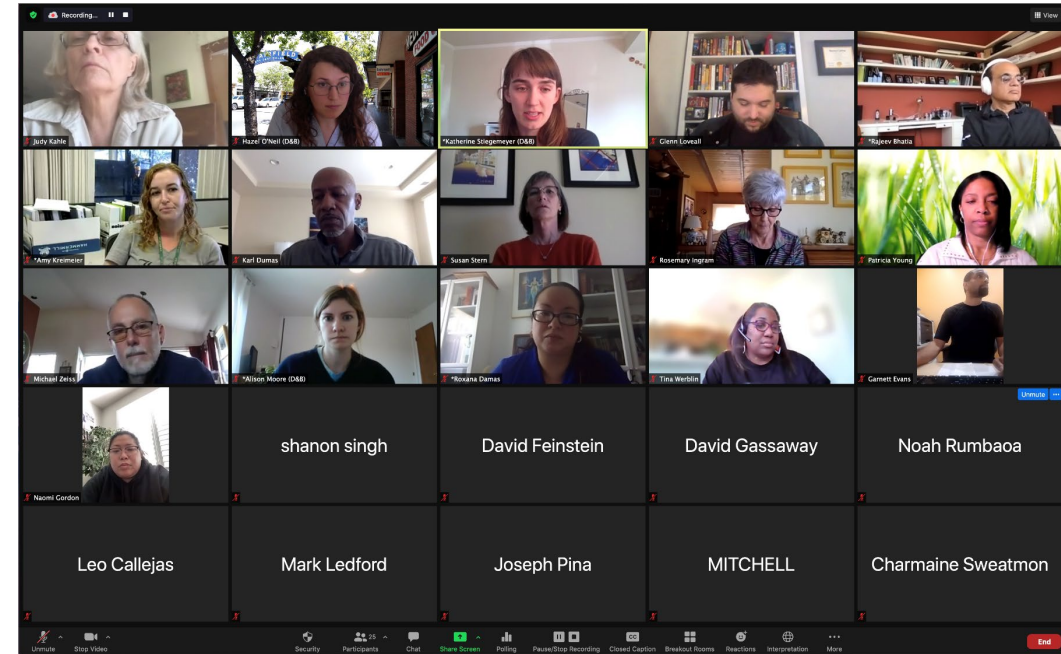 Recording...
View
Judy Kahle
Hazel O'Neil (D&B)
*Katherine Stiegemeyer (D&B)
Glenn Loveall
*Rajeev Bhatia
*Amy Kreimeier
Karl Dumas
Susan Stern
Rosemary Ingram
Patricia Young
Michael Zeiss
*Alison Moore (D&B)
*Roxana Damas
Tina Werblin
Garnett Evans
Unmute
Naomi Gordon
shanon singh
David Feinstein
David Gassaway
Noah Rumbaoa
Leo Callejas
Mark Ledford
Joseph Pina
MITCHELL
Charmaine Sweatmon
Unmute
Stop Video
Security
25
Participants
Chat
Share Screen
Polling
Pause/Stop Recording
CC
Closed Caption
Breakout Rooms
Reactions
Interpretation
More
End